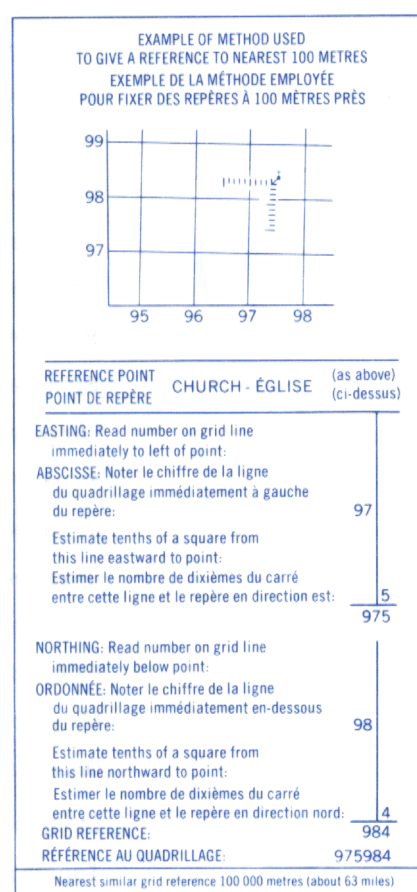 EXAMPLE OF METHOD USED
TO GIVE A REFERENCE TO NEAREST 100 METRES
EXEMPLE DE LA MÉTHODE EMPLOYÉE
POUR FIXER DES REPÈRES À 100 MÈTRES PRÈS
99
98
97
95 96 97 98
REFERENCE POINT CHURCH - ÉGLISE (as above)
POINT DE REPÈRE (ci-dessus)
EASTING: Read number on grid line
immediately to left of point:
ABSCISSE: Noter le chiffre de la ligne
du quadrillage immédiatement à gauche
du repère: 97
Estimate tenths of a square from
this line eastward to point:
Estimer le nombre de dixièmes du carré
entre cette ligne et le repère en direction est: 5
975
NORTHING: Read number on grid line
immediately below point:
ORDONNÉE: Noter le chiffre de la ligne
du quadrillage immédiatement en-dessous
du repère: 98
Estimate tenths of a square from
this line northward to point:
Estimer le nombre de dixièmes du carré
entre cette ligne et le repère en direction nord: 4
GRID REFERENCE: 984
RÉFÉRENCE AU QUADRILLAGE: 975984
Nearest similar grid reference 100 000 metres (about 63 miles)